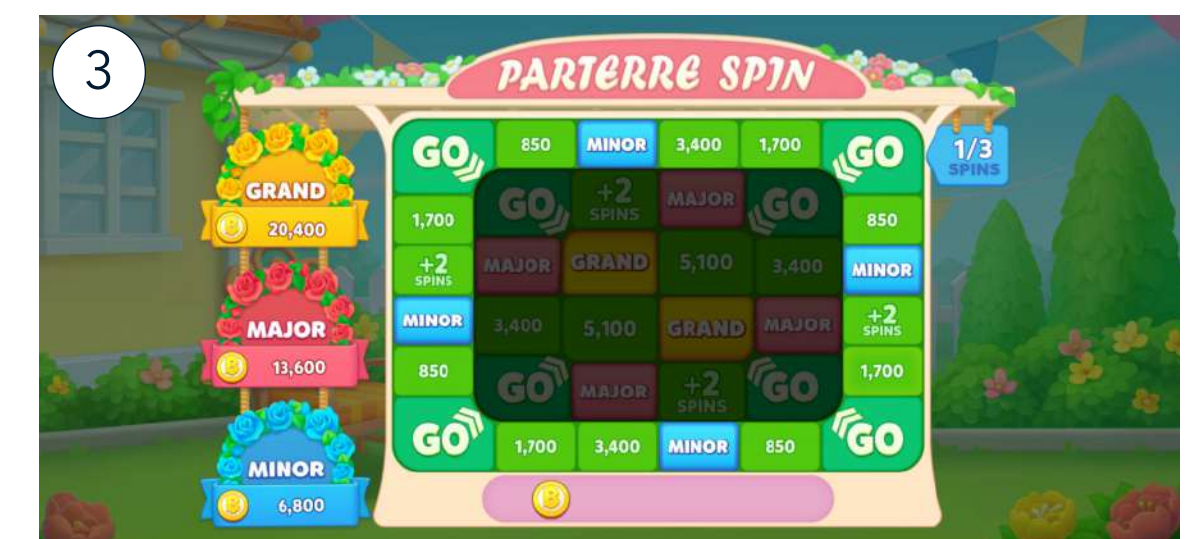 3
PARTERRE SPIN
GRAND
20,400
MAJOR
13,600
MINOR
6,800
1/3
SPINS
GO 850 MINOR 3,400 1,700 GO
1,700 GO +2 SPINS MAJOR GO 850
+2 SPINS MAJOR GRAND 5,100 3,400 MINOR
MINOR 3,400 5,100 GRAND MAJOR +2 SPINS
850 GO MAJOR +2 SPINS GO 1,700
GO 1,700 3,400 MINOR 850 GO
B